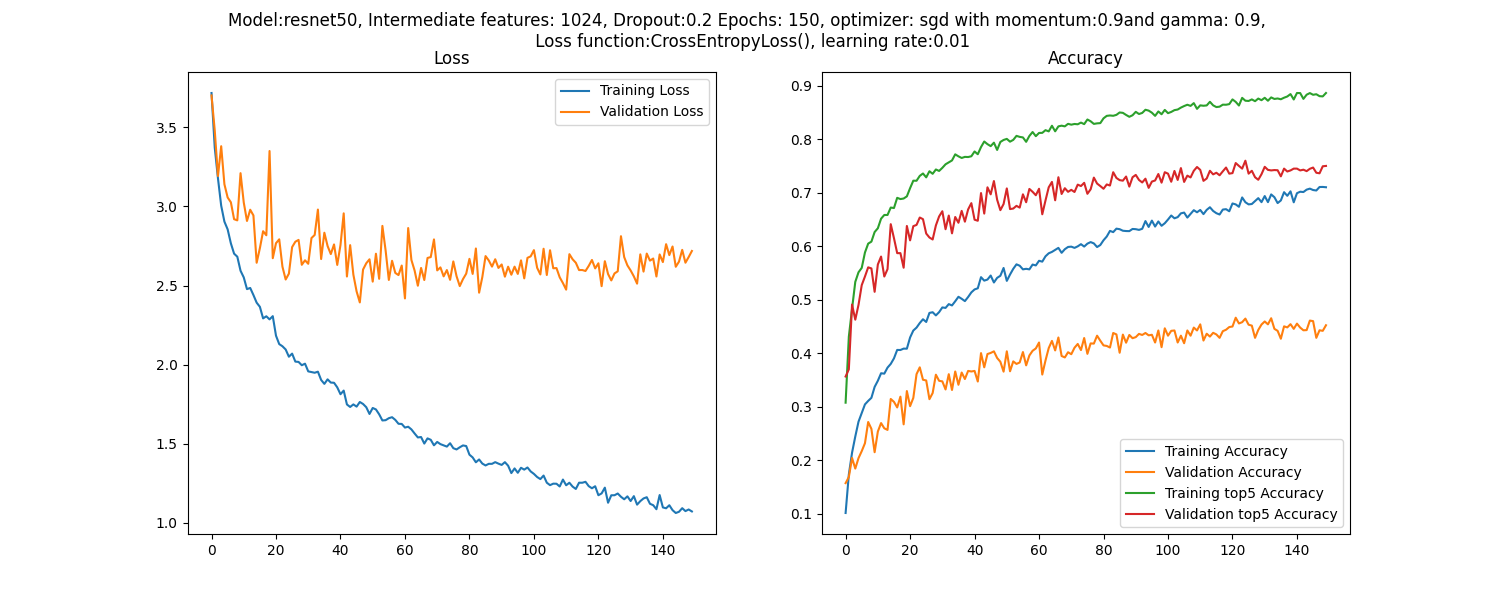 Model:resnet50, Intermediate features: 1024, Dropout:0.2 Epochs: 150, optimizer: sgd with momentum:0.9and gamma: 0.9,
Loss function:CrossEntropyLoss(), learning rate:0.01
Loss
Training Loss
Validation Loss
3.5
3.0
2.5
2.0
1.5
1.0
0 20 40 60 80 100 120 140
Accuracy
0.9
0.8
0.7
0.6
0.5
0.4
0.3
0.2
0.1
Training Accuracy
Validation Accuracy
Training top5 Accuracy
Validation top5 Accuracy
0 20 40 60 80 100 120 140